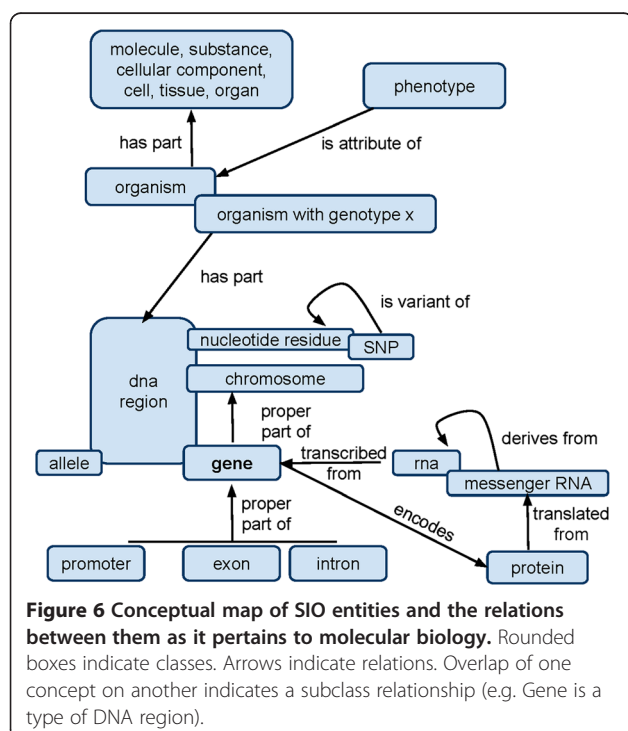 molecule, substance,
cellular component,
cell, tissue, organ
phenotype
has part
is attribute of
organism
organism with genotype x
has part
is variant of
nucleotide residue
SNP
dna
region
chromosome
proper
part of
derives from
allele
gene
transcribed
from
rna
messenger RNA
proper
part of
encodes
translated
from
promoter
exon
intron
protein
Figure 6 Conceptual map of SIO entities and the relations
between them as it pertains to molecular biology. Rounded
boxes indicate classes. Arrows indicate relations. Overlap of one
concept on another indicates a subclass relationship (e.g. Gene is a
type of DNA region).